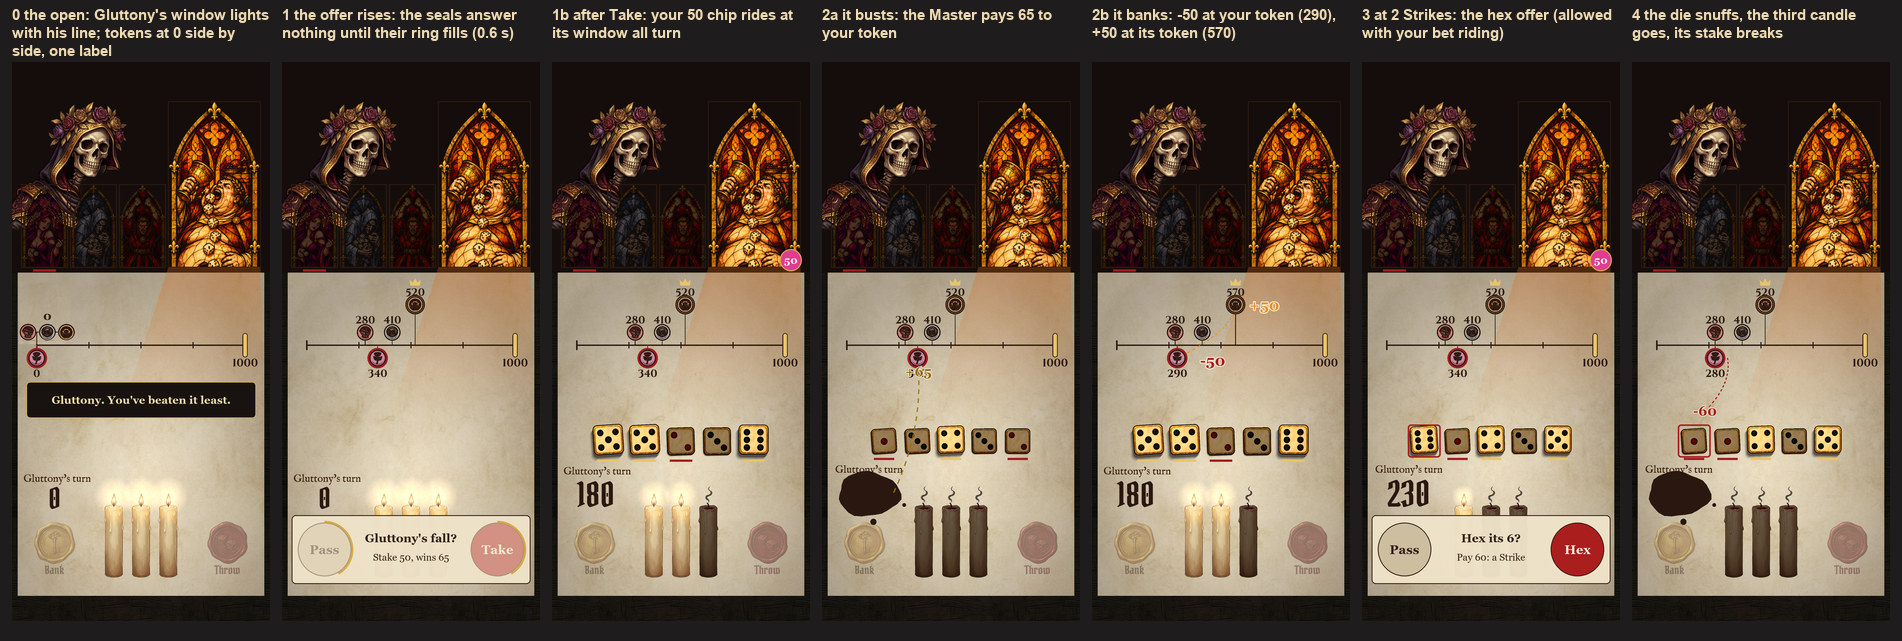 0 the open: Gluttony's window lights
with his line; tokens at 0 side by
side, one label
0
0
1000
Gluttony. You've beaten it least.
Gluttony's turn
0
Bank
Throw
1 the offer rises: the seals answer
nothing until their ring fills (0.6 s)
520
280
410
340
1000
Gluttony's turn
0
Pass
Gluttony's fall?
Stake 50, wins 65
Take
1b after Take: your 50 chip rides at
its window all turn
50
520
280
410
340
1000
Gluttony's turn
180
Bank
Throw
2a it busts: the Master pays 65 to
your token
520
280
410
1000
+65
Gluttony's turn
Bank
Throw
2b it banks: -50 at your token (290),
+50 at its token (570)
570
+50
280
410
-50
290
1000
Gluttony's turn
180
Bank
Throw
3 at 2 Strikes: the hex offer (allowed
with your bet riding)
50
520
280
410
340
1000
Gluttony's turn
230
Pass
Hex its 6?
Pay 60: a Strike
Hex
4 the die snuffs, the third candle
goes, its stake breaks
520
280
410
280
1000
-60
Gluttony's turn
Bank
Throw